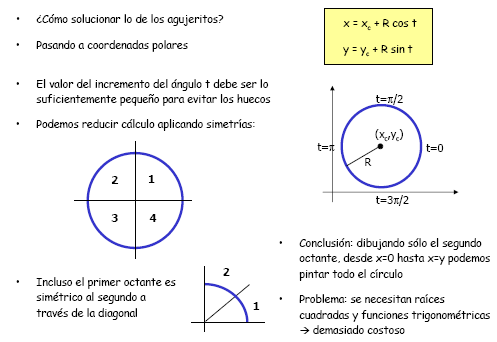 • ¿Cómo solucionar lo de los agujeritos?
• Pasando a coordenadas polares
x = xc + R cos t
y = yc + R sin t
• El valor del incremento del ángulo t debe ser lo
suficientemente pequeño para evitar los huecos
• Podemos reducir cálculo aplicando simetrías:
2 1
3 4
t=π/2
(xc,yc)
t=π
t=0
R
t=3π/2
• Incluso el primer octante es
simétrico al segundo a
través de la diagonal
2
1
• Conclusión: dibujando sólo el segundo
octante, desde x=0 hasta x=y podemos
pintar todo el círculo
• Problema: se necesitan raíces
cuadradas y funciones trigonométricas
→ demasiado costoso